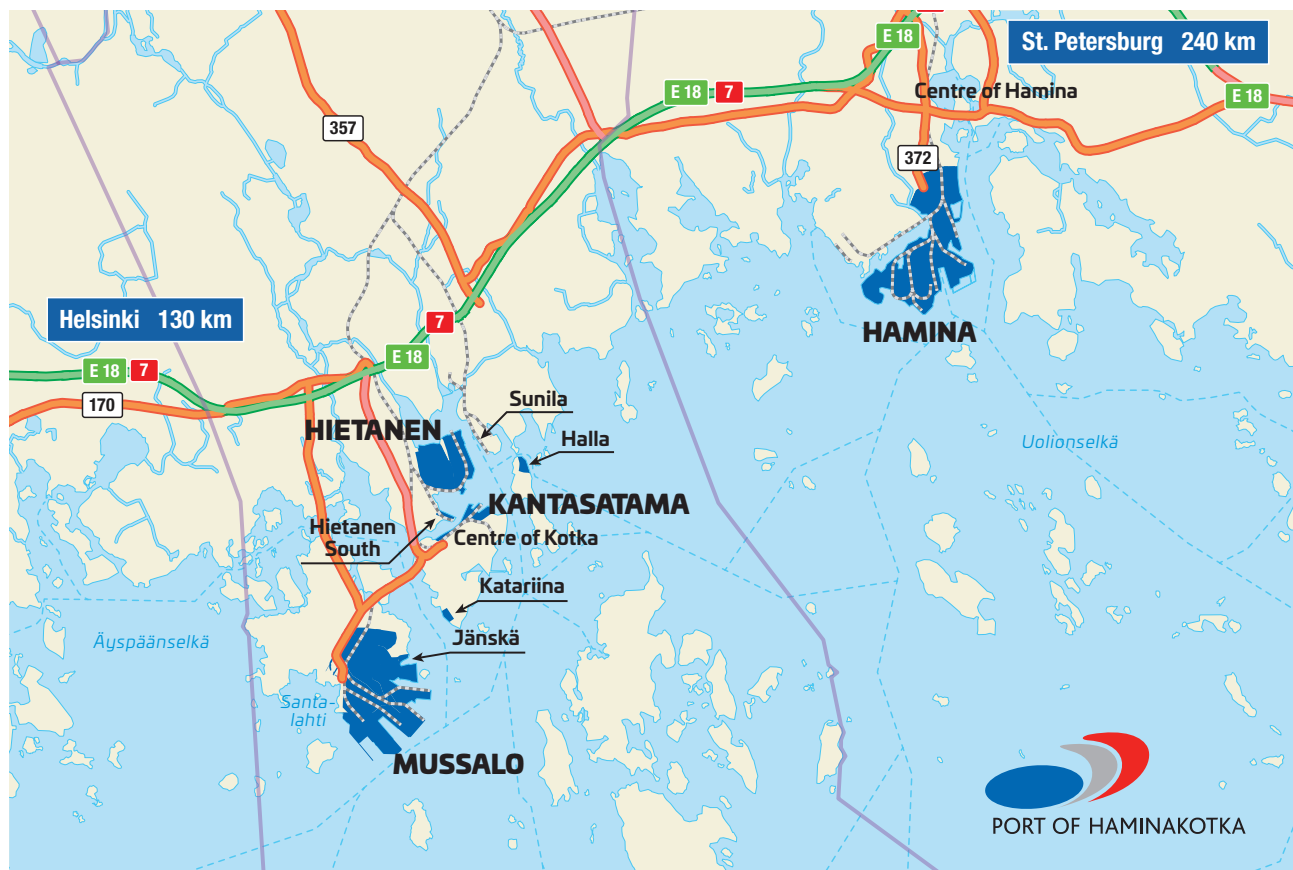 E 18
St. Petersburg 240 km
E 18
7
Centre of Hamina
E 18
357
372
Helsinki 130 km
7
HAMINA
E 18
E 18
7
170
Sunila
HIETANEN
Halla
Uolionselkä
KANTASATAMA
Hietanen
South
Centre of Kotka
Katariina
Äyspäänselkä
Jänskä
Santa-
lahti
MUSSALO
PORT OF HAMINAKOTKA